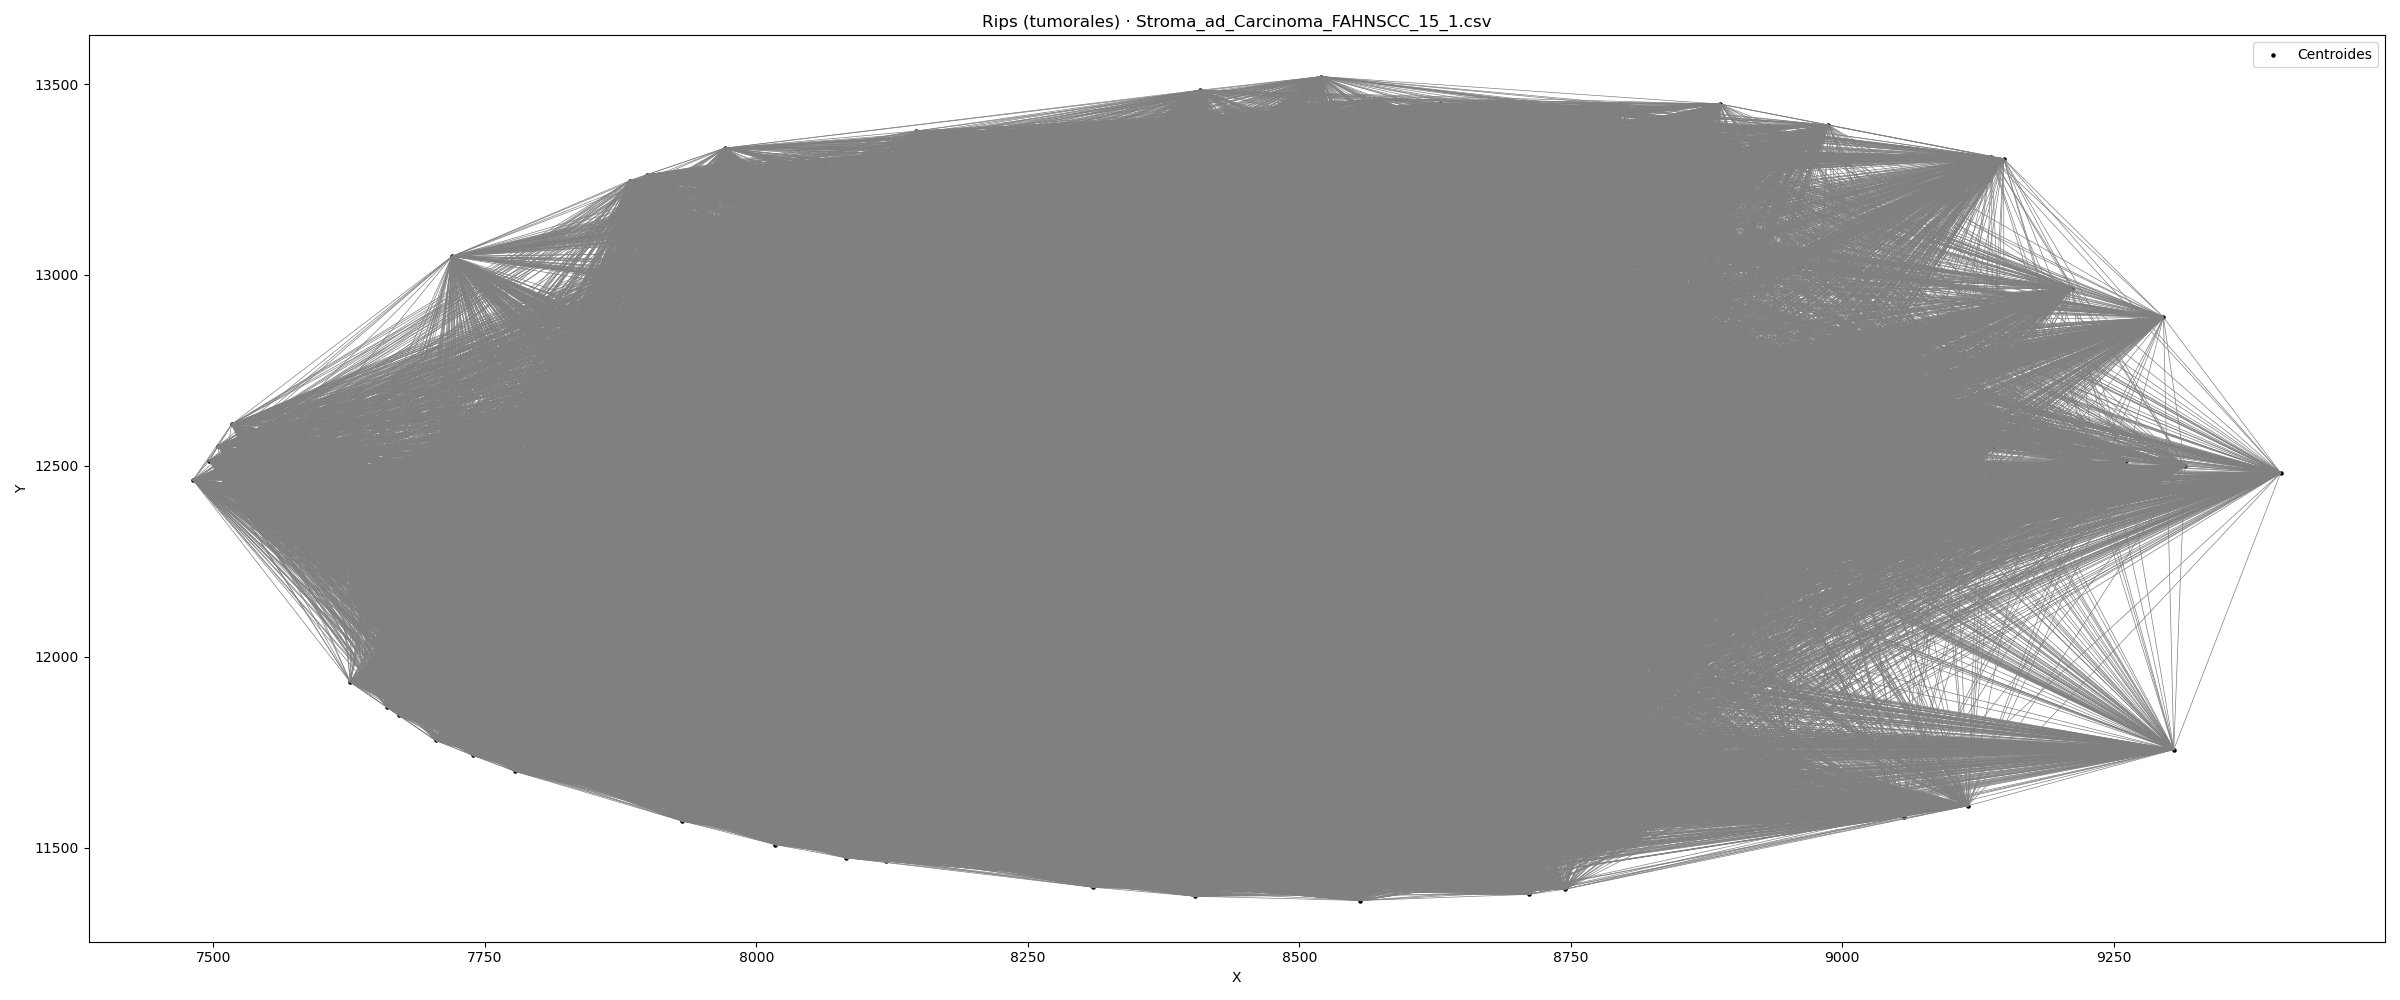 Rips (tumorales) · Stroma_ad_Carcinoma_FAHNSCC_15_1.csv
Centroides
13500
13000
12500
12000
11500
Y
7500 7750 8000 8250 8500 8750 9000 9250
X